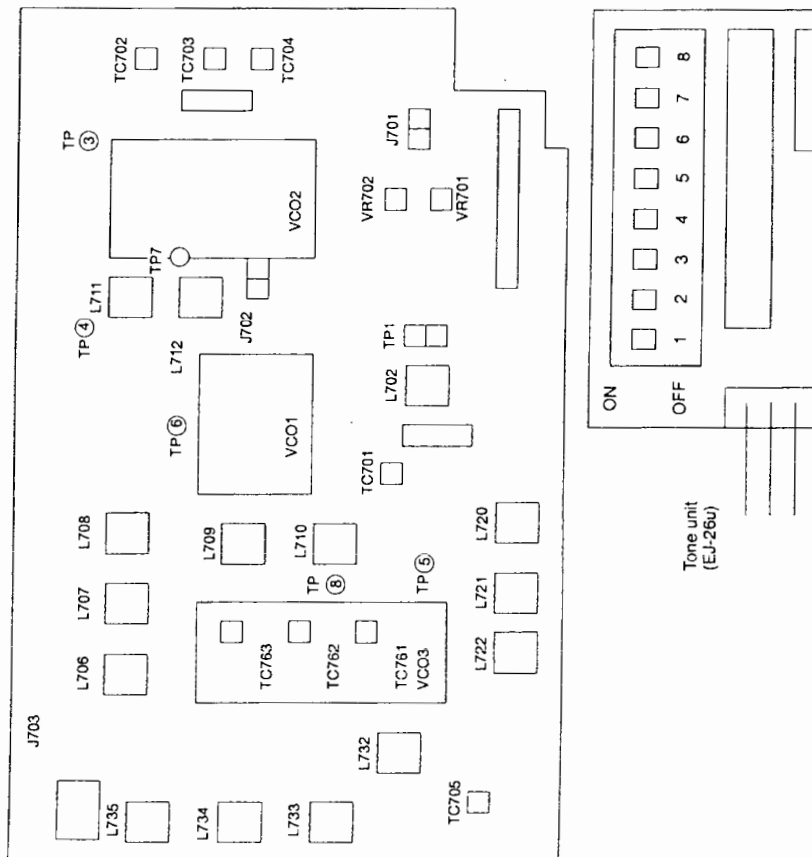 TC702
TC703
TC704
TP ③
VCO2
J701
VR702
VR701
TP7
L711
TP④
L712
J702
TP1
L702
TP⑥
VCO1
TC701
L708
L709
L710
L720
L707
TP ⑧
TP⑤
L721
L706
TC763
TC762
TC761
VCO3
L722
J703
L732
L735
L734
L733
TC705
ON
OFF
1 2 3 4 5 6 7 8
Tone unit
(EJ-26u)